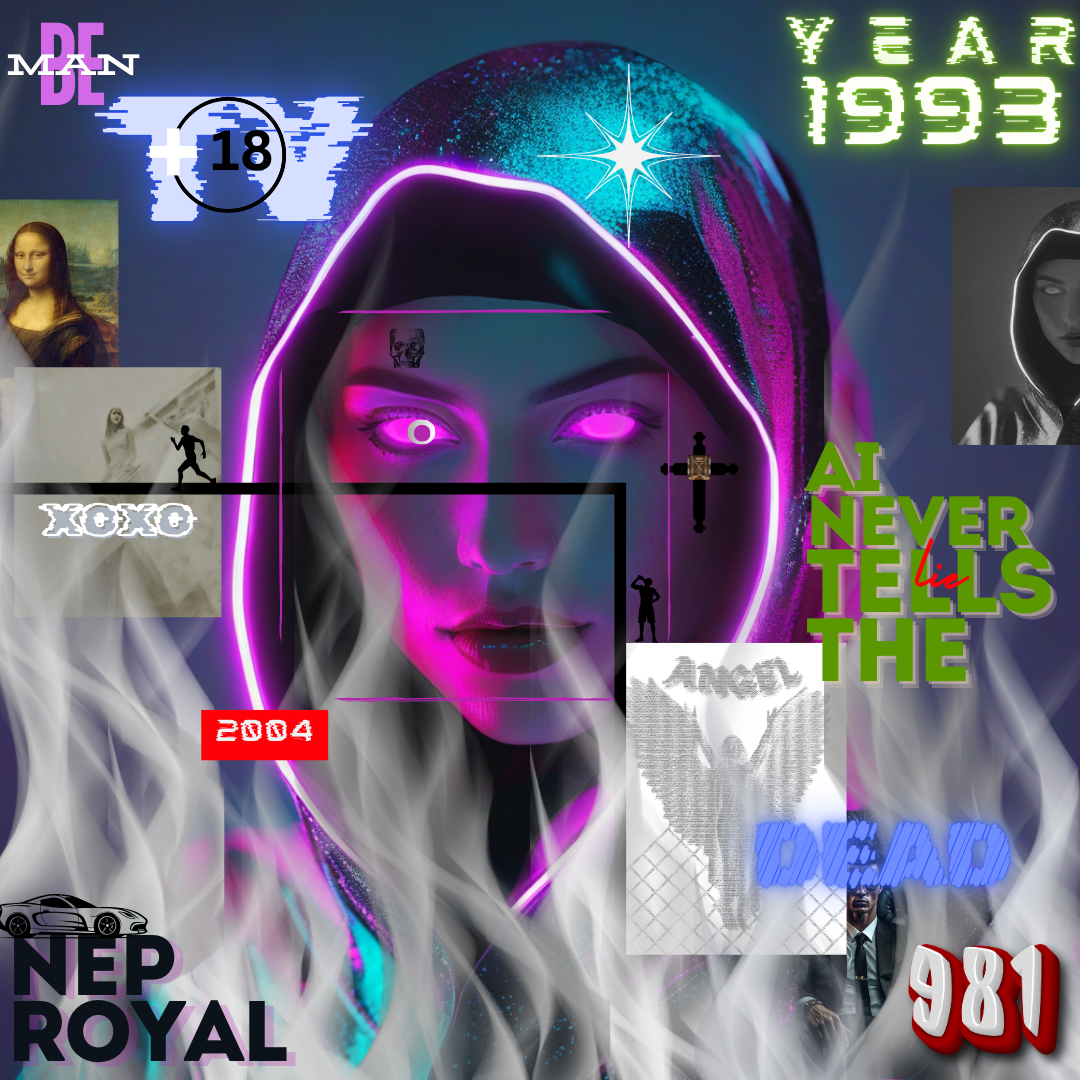 BE
MAN
TV
+ 18
YEAR
1993
XOXO
AI
NEVER
TELLS
lie
THE
ANGEL
2004
DEAD
NEP
ROYAL
981